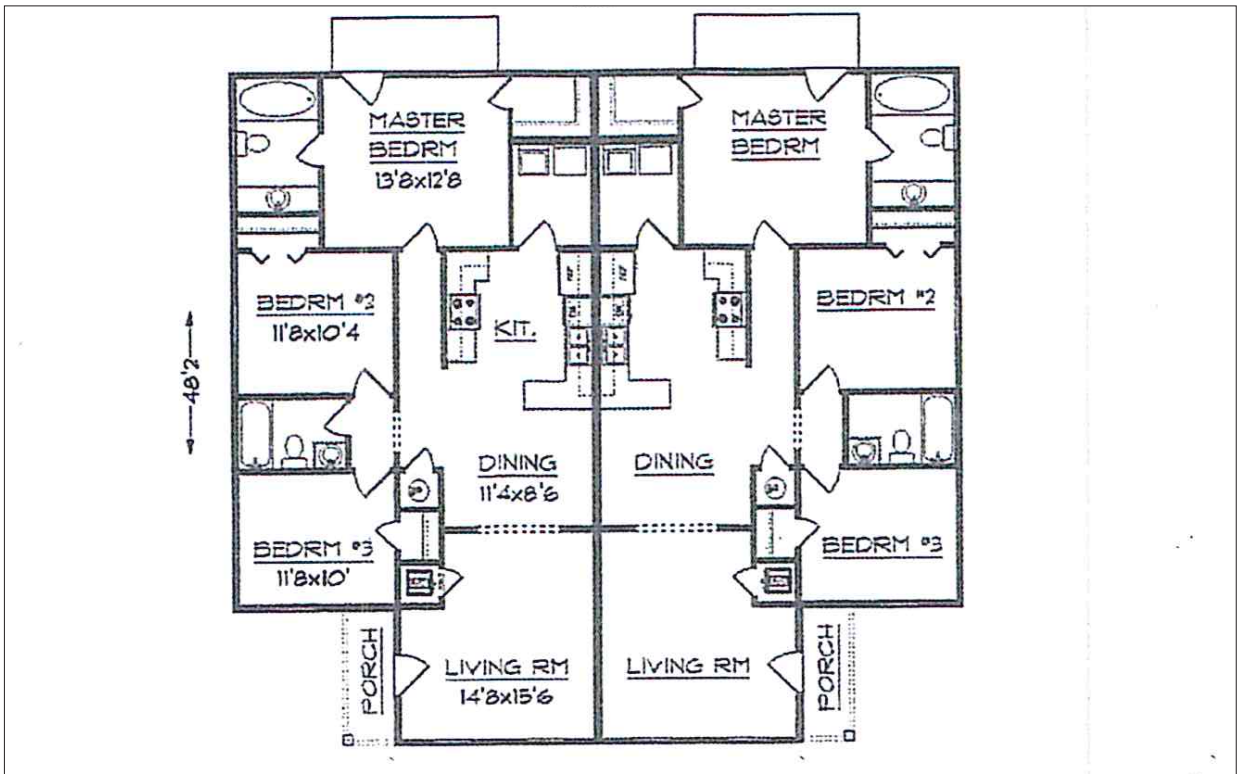 MASTER
BEDRM
13'8x12'8
MASTER
BEDRM
BEDRM #2
11'8x10'4
KIT.
BEDRM #2
48'2
DINING
11'4x8'6
DINING
BEDRM #3
11'8x10'
BEDRM #3
PORCH
LIVING RM
14'8x15'6
LIVING RM
PORCH